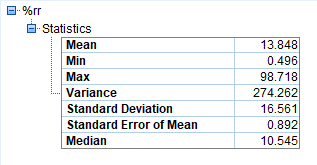 %rr
Statistics
Mean 13.848
Min 0.496
Max 98.718
Variance 274.262
Standard Deviation 16.561
Standard Error of Mean 0.892
Median 10.545